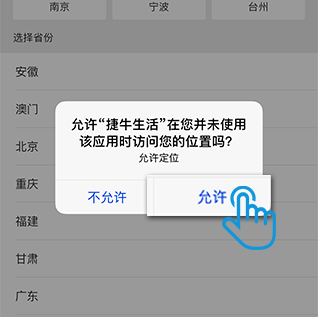 南京 宁波 台州
选择省份
安徽
澳门
北京
重庆
福建
甘肃
广东
允许“捷牛生活”在您并未使用
该应用时访问您的位置吗?
允许定位
不允许 允许